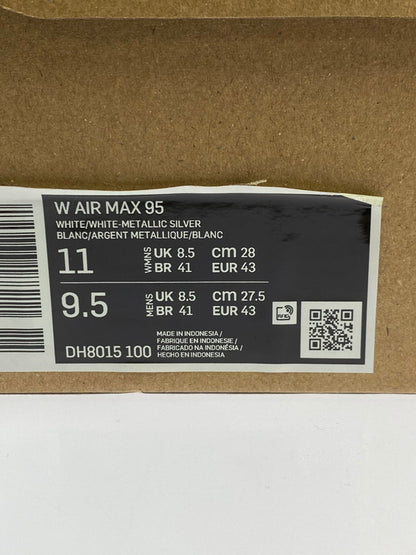 W AIR MAX 95
WHITE/WHITE-METALLIC SILVER
BLANC/ARGENT METALLIQUE/BLANC
11 WMNS UK 8.5 CM 28
BR 41 EUR 43
9.5 MENS UK 8.5 CM 27.5
BR 41 EUR 43
RFID
MADE IN INDONESIA /
FABRIQUE EN INDONESIE /
FABRICADO NA INDONÉSIA /
HECHO EN INDONESIA
DH8015 100